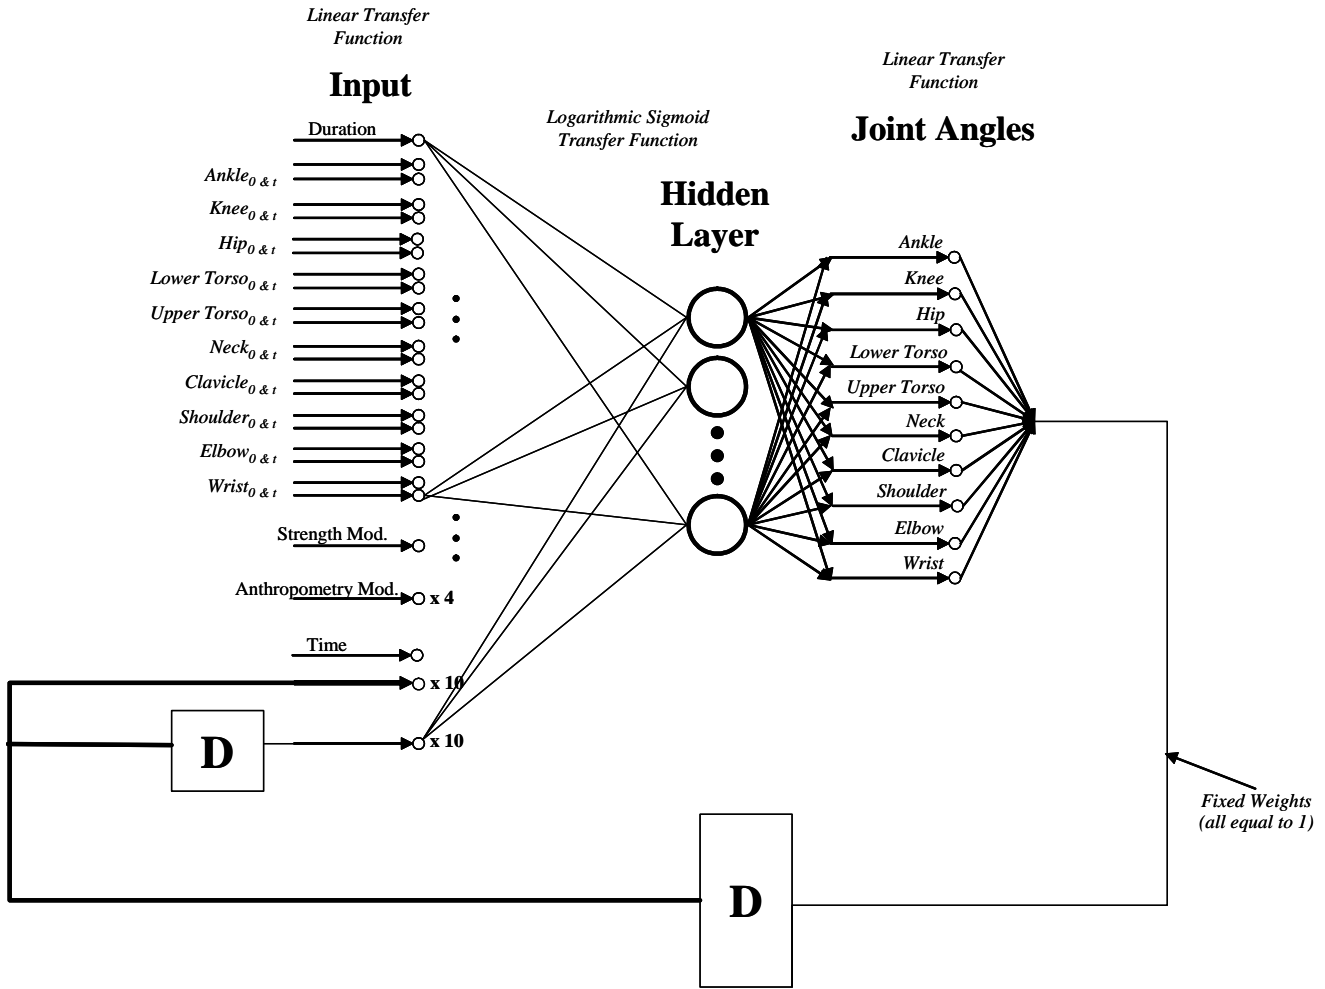 Linear Transfer
Function
Input
Linear Transfer
Function
Joint Angles
Logarithmic Sigmoid
Transfer Function
Hidden
Layer
Duration
Ankle0 & t
Knee0 & t
Hip0 & t
Lower Torso0 & t
Upper Torso0 & t
Neck0 & t
Clavicle0 & t
Shoulder0 & t
Elbow0 & t
Wrist0 & t
Strength Mod.
Anthropometry Mod.
x 4
Time
x 10
x 10
Ankle
Knee
Hip
Lower Torso
Upper Torso
Neck
Clavicle
Shoulder
Elbow
Wrist
D
D
Fixed Weights
(all equal to 1)